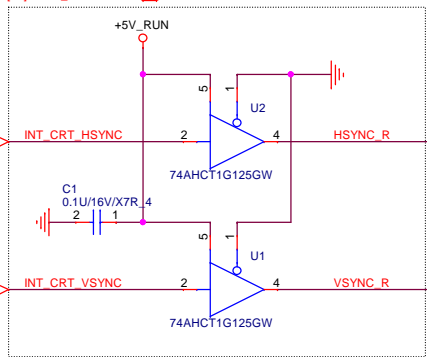 +5V_RUN
5
1
U2
INT_CRT_HSYNC
2
4
HSYNC_R
74AHCT1G125GW
C1
0.1U/16V/X7R_4
2
1
5
1
U1
INT_CRT_VSYNC
2
4
VSYNC_R
74AHCT1G125GW